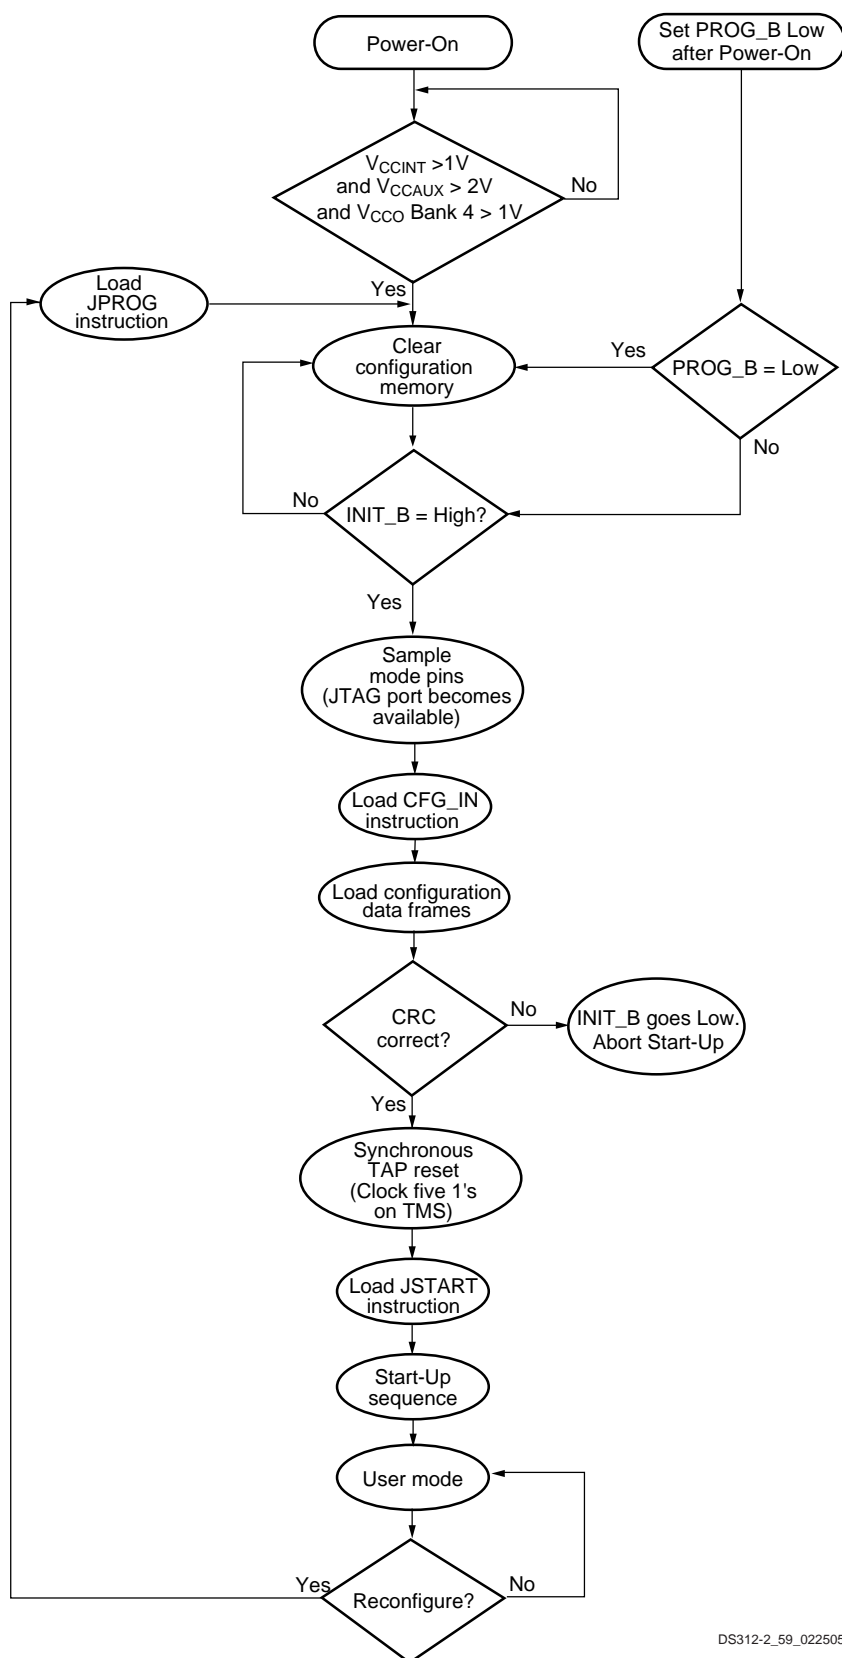 Power-On
Set PROG_B Low
after Power-On
V_CCINT >1V
and V_CCAUX > 2V
and V_CCO Bank 4 > 1V
No
Yes
Load
JPROG
instruction
Clear
configuration
memory
Yes
PROG_B = Low
No
No
INIT_B = High?
Yes
Sample
mode pins
(JTAG port becomes
available)
Load CFG_IN
instruction
Load configuration
data frames
CRC
correct?
No
INIT_B goes Low.
Abort Start-Up
Yes
Synchronous
TAP reset
(Clock five 1's
on TMS)
Load JSTART
instruction
Start-Up
sequence
User mode
Yes
Reconfigure?
No
DS312-2_59_022505